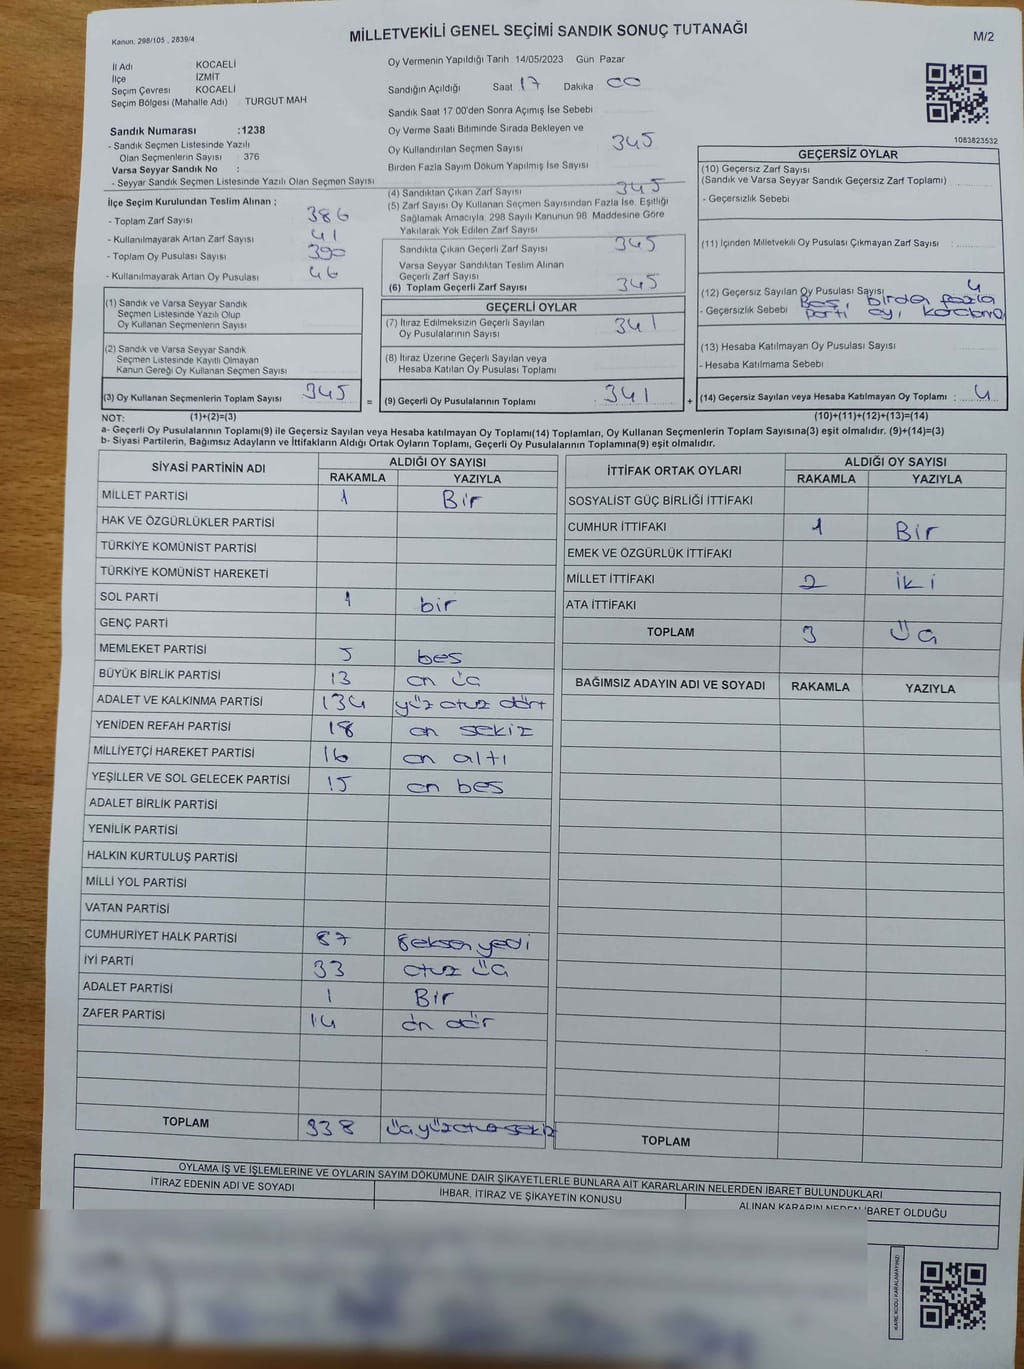 Kanun, 298/105 , 2839/4
MİLLETVEKİLİ GENEL SEÇİMİ SANDIK SONUÇ TUTANAĞI
M/2
İl Adı KOCAELİ
İlçe İZMİT
Seçim Çevresi KOCAELİ
Seçim Bölgesi (Mahalle Adı) TURGUT MAH
Sandık Numarası :1238
- Sandık Seçmen Listesinde Yazılı
Olan Seçmenlerin Sayısı : 376
Varsa Seyyar Sandık No :
- Seyyar Sandık Seçmen Listesinde Yazılı Olan Seçmen Sayısı
İlçe Seçim Kurulundan Teslim Alınan ;
- Toplam Zarf Sayısı 386
- Kullanılmayarak Artan Zarf Sayısı 41
- Toplam Oy Pusulası Sayısı 390
- Kullanılmayarak Artan Oy Pusulası 46
(1) Sandık ve Varsa Seyyar Sandık
Seçmen Listesinde Yazılı Olup
Oy Kullanan Seçmenlerin Sayısı
(2) Sandık ve Varsa Seyyar Sandık
Seçmen Listesinde Kayıtlı Olmayan
Kanun Gereği Oy Kullanan Seçmen Sayısı
(3) Oy Kullanan Seçmenlerin Toplam Sayısı 345 =
Oy Vermenin Yapıldığı Tarih 14/05/2023 Gün Pazar
Sandığın Açıldığı Saat 17 Dakika 00
Sandık Saat 17 00'den Sonra Açımış İse Sebebi
Oy Verme Saati Bitiminde Sırada Bekleyen ve
Oy Kullandırılan Seçmen Sayısı 345
Birden Fazla Sayım Döküm Yapılmış İse Sayısı
(4) Sandıktan Çıkan Zarf Sayısı 345
(5) Zarf Sayısı Oy Kullanan Seçmen Sayısından Fazla İse, Eşitliği
Sağlamak Amacıyla, 298 Sayılı Kanunun 98. Maddesine Göre
Yakılarak Yok Edilen Zarf Sayısı
Sandıkta Çıkan Geçerli Zarf Sayısı 345
Varsa Seyyar Sandıktan Teslim Alınan
Geçerli Zarf Sayısı
(6) Toplam Geçerli Zarf Sayısı 345
GEÇERLİ OYLAR
(7) İtiraz Edilmeksizin Geçerli Sayılan
Oy Pusulalarının Sayısı 341
(8) İtiraz Üzerine Geçerli Sayılan veya
Hesaba Katılan Oy Pusulası Toplamı
(9) Geçerli Oy Pusulalarının Toplamı : 341 +
1083823532
GEÇERSİZ OYLAR
(10) Geçersiz Zarf Sayısı
(Sandık ve Varsa Seyyar Sandık Geçersiz Zarf Toplamı)
- Geçersizlik Sebebi
(11) İçinden Milletvekili Oy Pusulası Çıkmayan Zarf Sayısı :
(12) Geçersiz Sayılan Oy Pusulası Sayısı 4
- Geçersizlik Sebebi Boş, birden fazla
parti oyu
(13) Hesaba Katılmayan Oy Pusulası Sayısı
- Hesaba Katılmama Sebebi
(14) Geçersiz Sayılan veya Hesaba Katılmayan Oy Toplamı : 4
NOT: (1)+(2)=(3) (10)+(11)+(12)+(13)=(14)
a- Geçerli Oy Pusulalarının Toplamı(9) ile Geçersiz Sayılan veya Hesaba katılmayan Oy Toplamı(14) Toplamları, Oy Kullanan Seçmenlerin Toplam Sayısına(3) eşit olmalıdır. (9)+(14)=(3)
b- Siyasi Partilerin, Bağımsız Adayların ve İttifakların Aldığı Ortak Oyların Toplamı, Geçerli Oy Pusulalarının Toplamına(9) eşit olmalıdır.
SİYASİ PARTİNİN ADI ALDIĞI OY SAYISI
RAKAMLA YAZIYLA
MİLLET PARTİSİ 1 Bir
HAK VE ÖZGÜRLÜKLER PARTİSİ
TÜRKİYE KOMÜNİST PARTİSİ
TÜRKİYE KOMÜNİST HAREKETİ
SOL PARTİ 1 bir
GENÇ PARTİ
MEMLEKET PARTİSİ 5 bes
BÜYÜK BİRLİK PARTİSİ 13 on üç
ADALET VE KALKINMA PARTİSİ 134 yüz otuz dört
YENİDEN REFAH PARTİSİ 18 on sekiz
MİLLİYETÇİ HAREKET PARTİSİ 16 on altı
YEŞİLLER VE SOL GELECEK PARTİSİ 15 on bes
ADALET BİRLİK PARTİSİ
YENİLİK PARTİSİ
HALKIN KURTULUŞ PARTİSİ
MİLLİ YOL PARTİSİ
VATAN PARTİSİ
CUMHURİYET HALK PARTİSİ 87 Seksen yedi
İYİ PARTİ 33 otuz üç
ADALET PARTİSİ 1 Bir
ZAFER PARTİSİ 14 on dör
TOPLAM 338 üçyüzotuzsekiz
İTTİFAK ORTAK OYLARI ALDIĞI OY SAYISI
RAKAMLA YAZIYLA
SOSYALİST GÜÇ BİRLİĞİ İTTİFAKI
CUMHUR İTTİFAKI 1 Bir
EMEK VE ÖZGÜRLÜK İTTİFAKI
MİLLET İTTİFAKI 2 iki
ATA İTTİFAKI
TOPLAM 3 üç
BAĞIMSIZ ADAYIN ADI VE SOYADI RAKAMLA YAZIYLA
TOPLAM
OYLAMA İŞ VE İŞLEMLERİNE VE OYLARIN SAYIM DÖKÜMÜNE DAİR ŞİKAYETLERLE BUNLARA AİT KARARLARIN NELERDEN İBARET BULUNDUKLARI
İTİRAZ EDENİN ADI VE SOYADI İHBAR, İTİRAZ VE ŞİKAYETİN KONUSU ALINAN KARARIN NEDEN İBARET OLDUĞU
KARE KODU KARALAMAYINIZ!